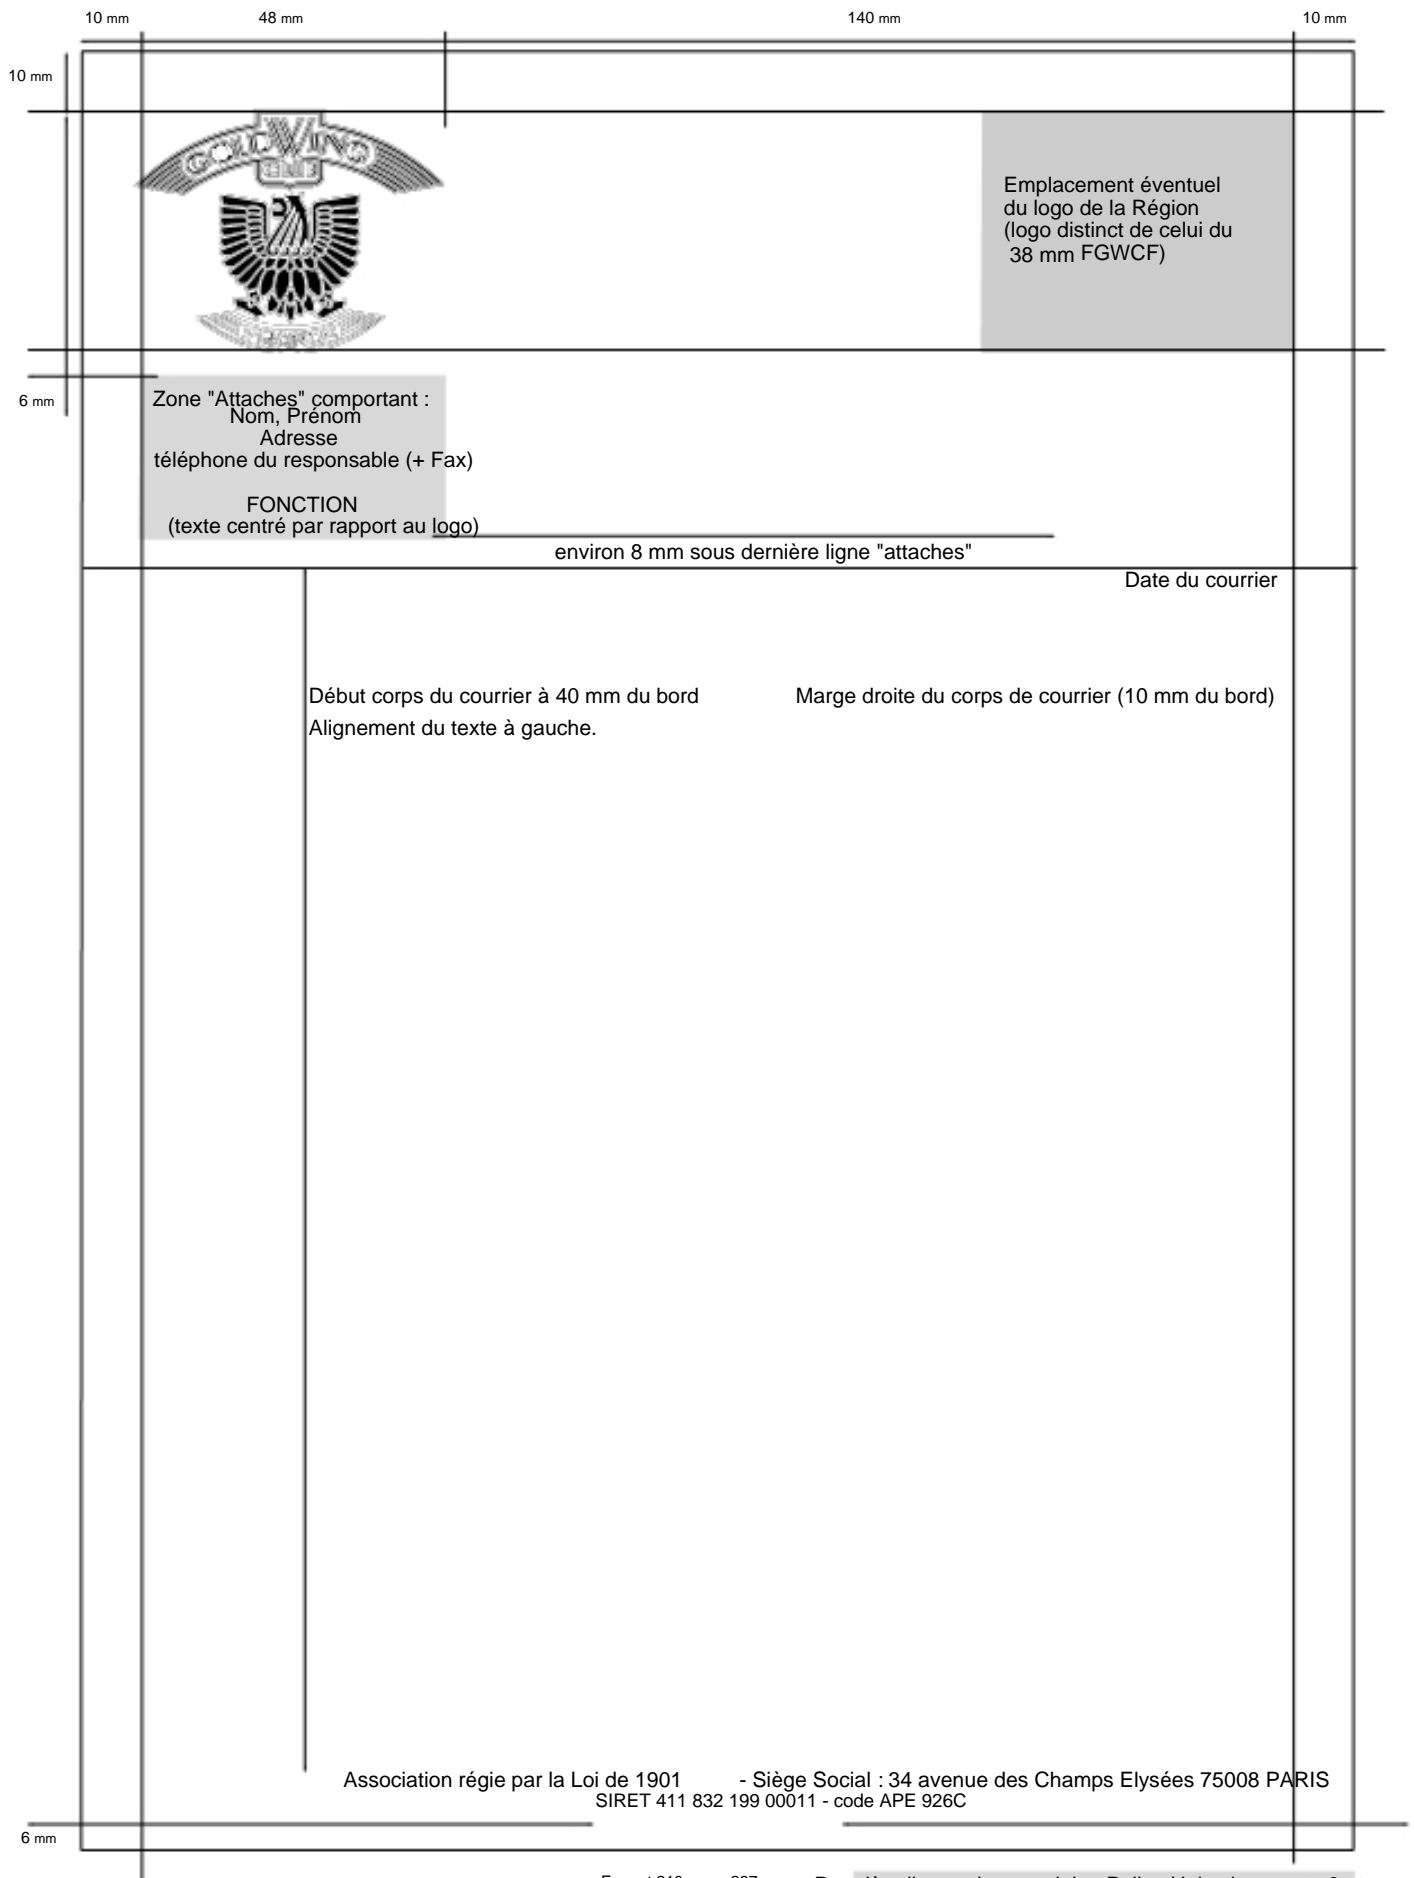 10 mm 48 mm 140 mm 10 mm
10 mm
GOLDWING
CLUB
Emplacement éventuel
du logo de la Région
(logo distinct de celui du
38 mm FGWCF)
6 mm
Zone "Attaches" comportant :
Nom, Prénom
Adresse
téléphone du responsable (+ Fax)
FONCTION
(texte centré par rapport au logo)
environ 8 mm sous dernière ligne "attaches"
Date du courrier
Début corps du courrier à 40 mm du bord Marge droite du corps de courrier (10 mm du bord)
Alignement du texte à gauche.
Association régie par la Loi de 1901 - Siège Social : 34 avenue des Champs Elysées 75008 PARIS
SIRET 411 832 199 00011 - code APE 926C
6 mm